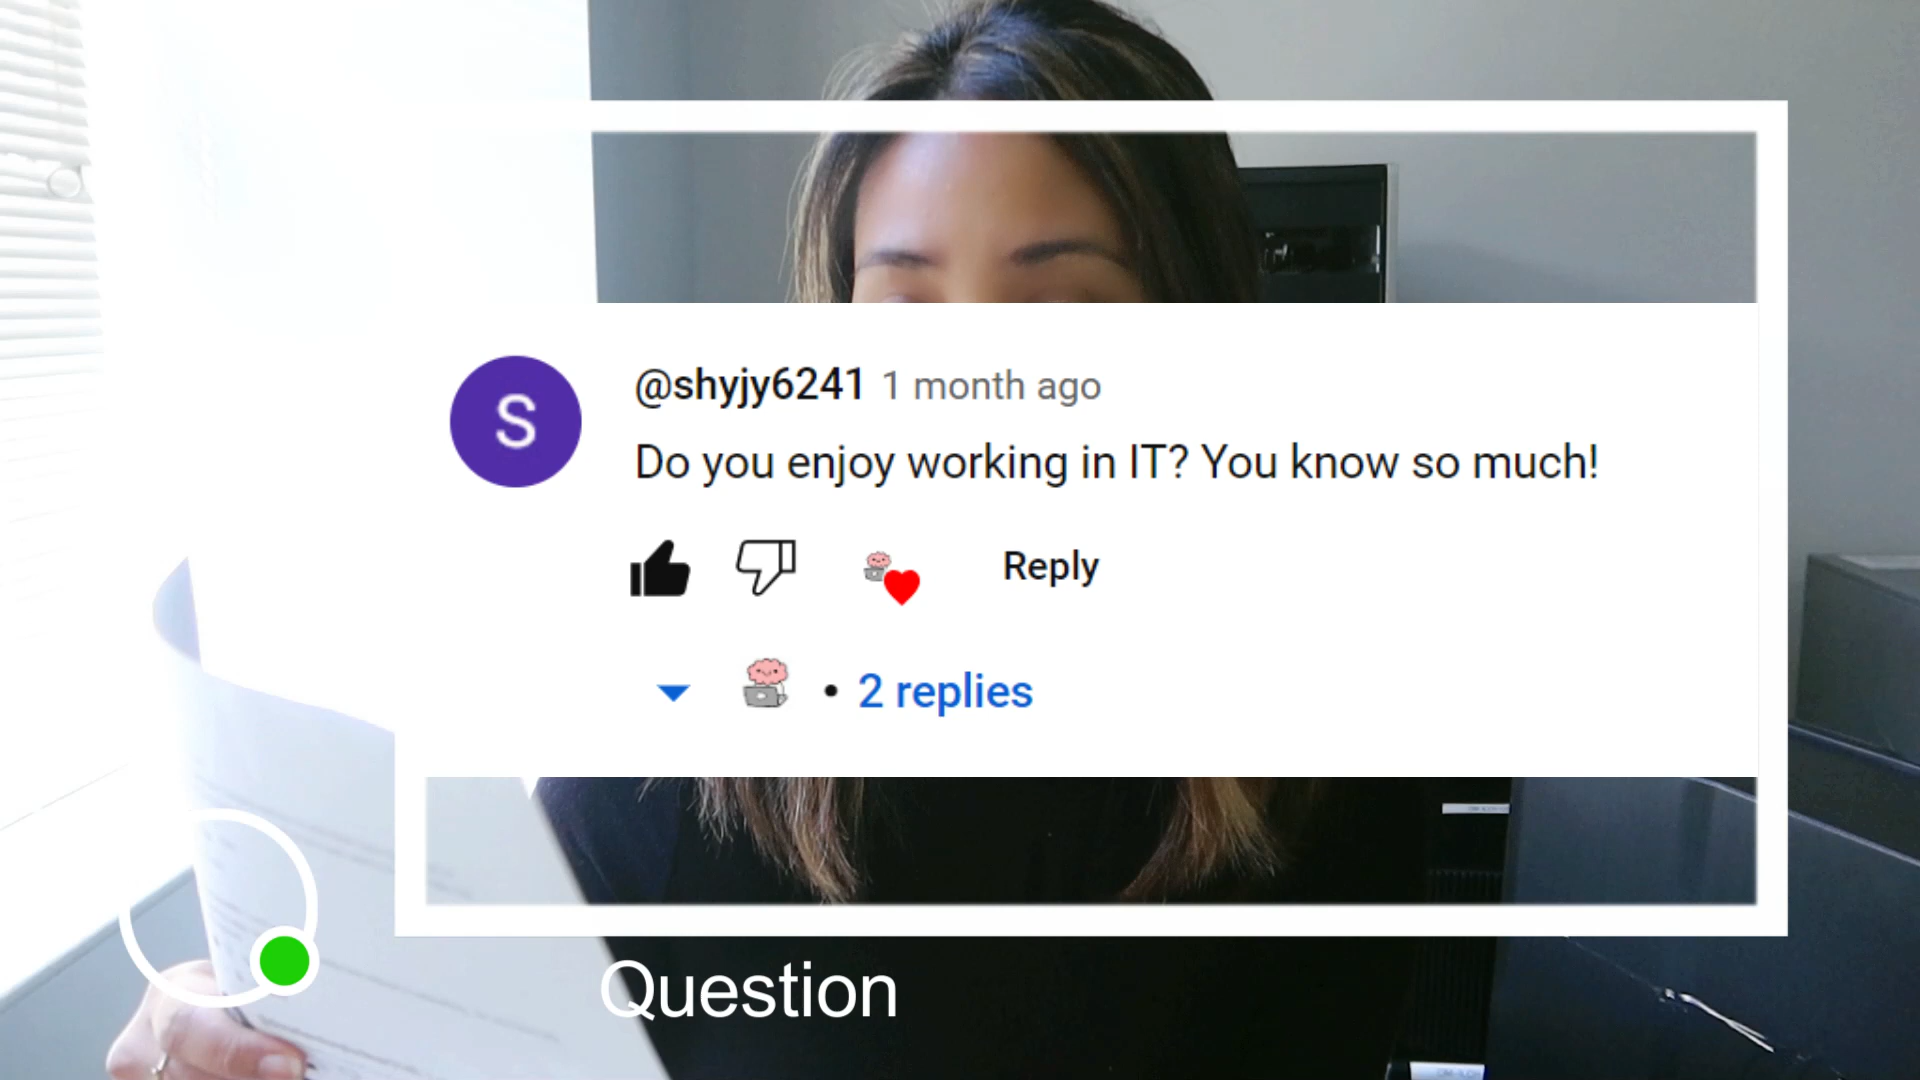 @shyjy6241 1 month ago
S
Do you enjoy working in IT? You know so much!
Reply
• 2 replies
Question